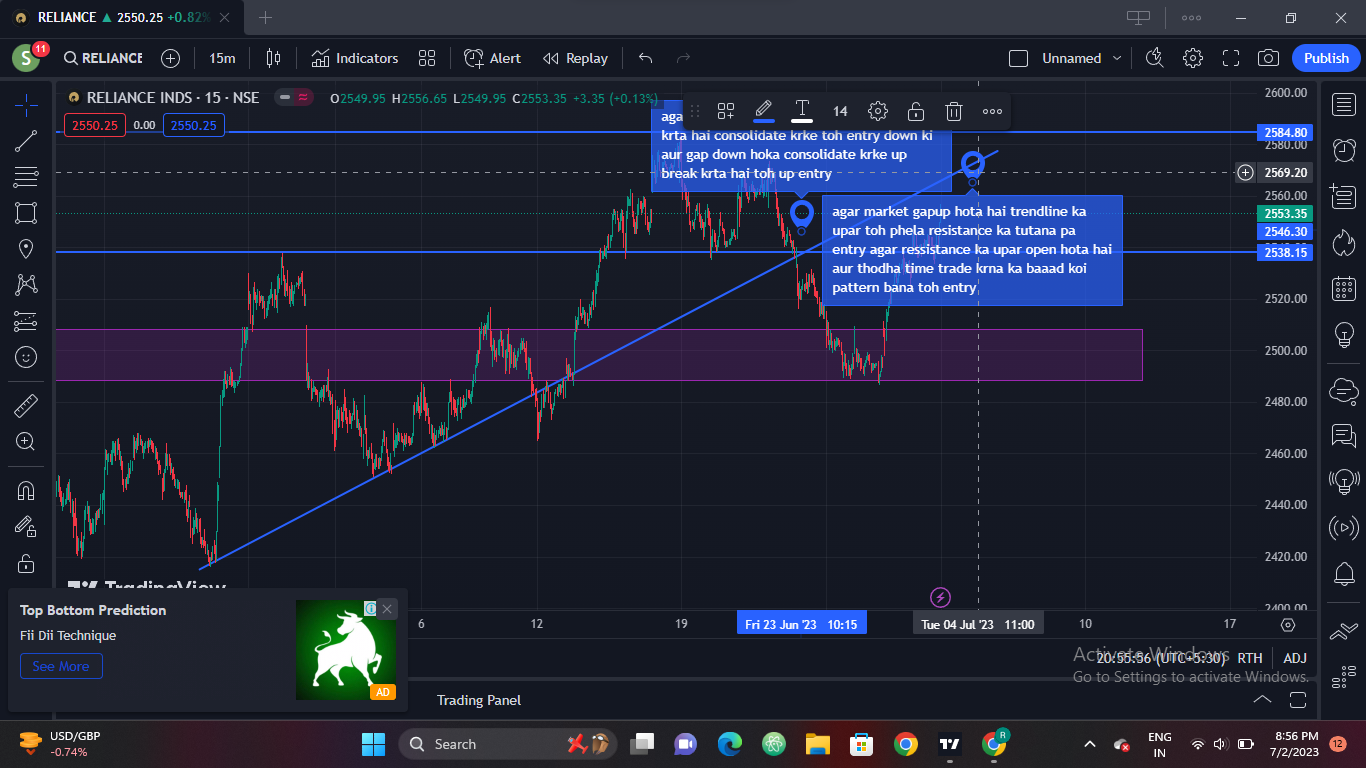 RELIANCE ▲ 2550.25 +0.82%
S
11
RELIANCE
15m
Indicators
Alert
Replay
Unnamed
Publish
RELIANCE INDS · 15 · NSE
O2549.95 H2556.65 L2549.95 C2553.35 +3.35 (+0.13%)
2550.25 0.00 2550.25
14
aga
krta hai consolidate krke toh entry down ki
aur gap down hoka consolidate krke up
break krta hai toh up entry
agar market gapup hota hai trendline ka
upar toh phela resistance ka tutana pa
entry agar ressistance ka upar open hota hai
aur thodha time trade krna ka baaad koi
pattern bana toh entry
2600.00
2584.80
2569.20
2560.00
2553.35
2546.30
2538.15
2520.00
2500.00
2480.00
2460.00
2440.00
2420.00
2400.00
TradingView
6 12 19 Fri 23 Jun '23 10:15 Tue 04 Jul '23 11:00 10 17
Top Bottom Prediction
Fii Dii Technique
See More
AD
20:55:56 (UTC+5:30) RTH ADJ
Activate Windows
Go to Settings to activate Windows.
Trading Panel
USD/GBP
-0.74%
Search
R
ENG
IN
8:56 PM
7/2/2023
12